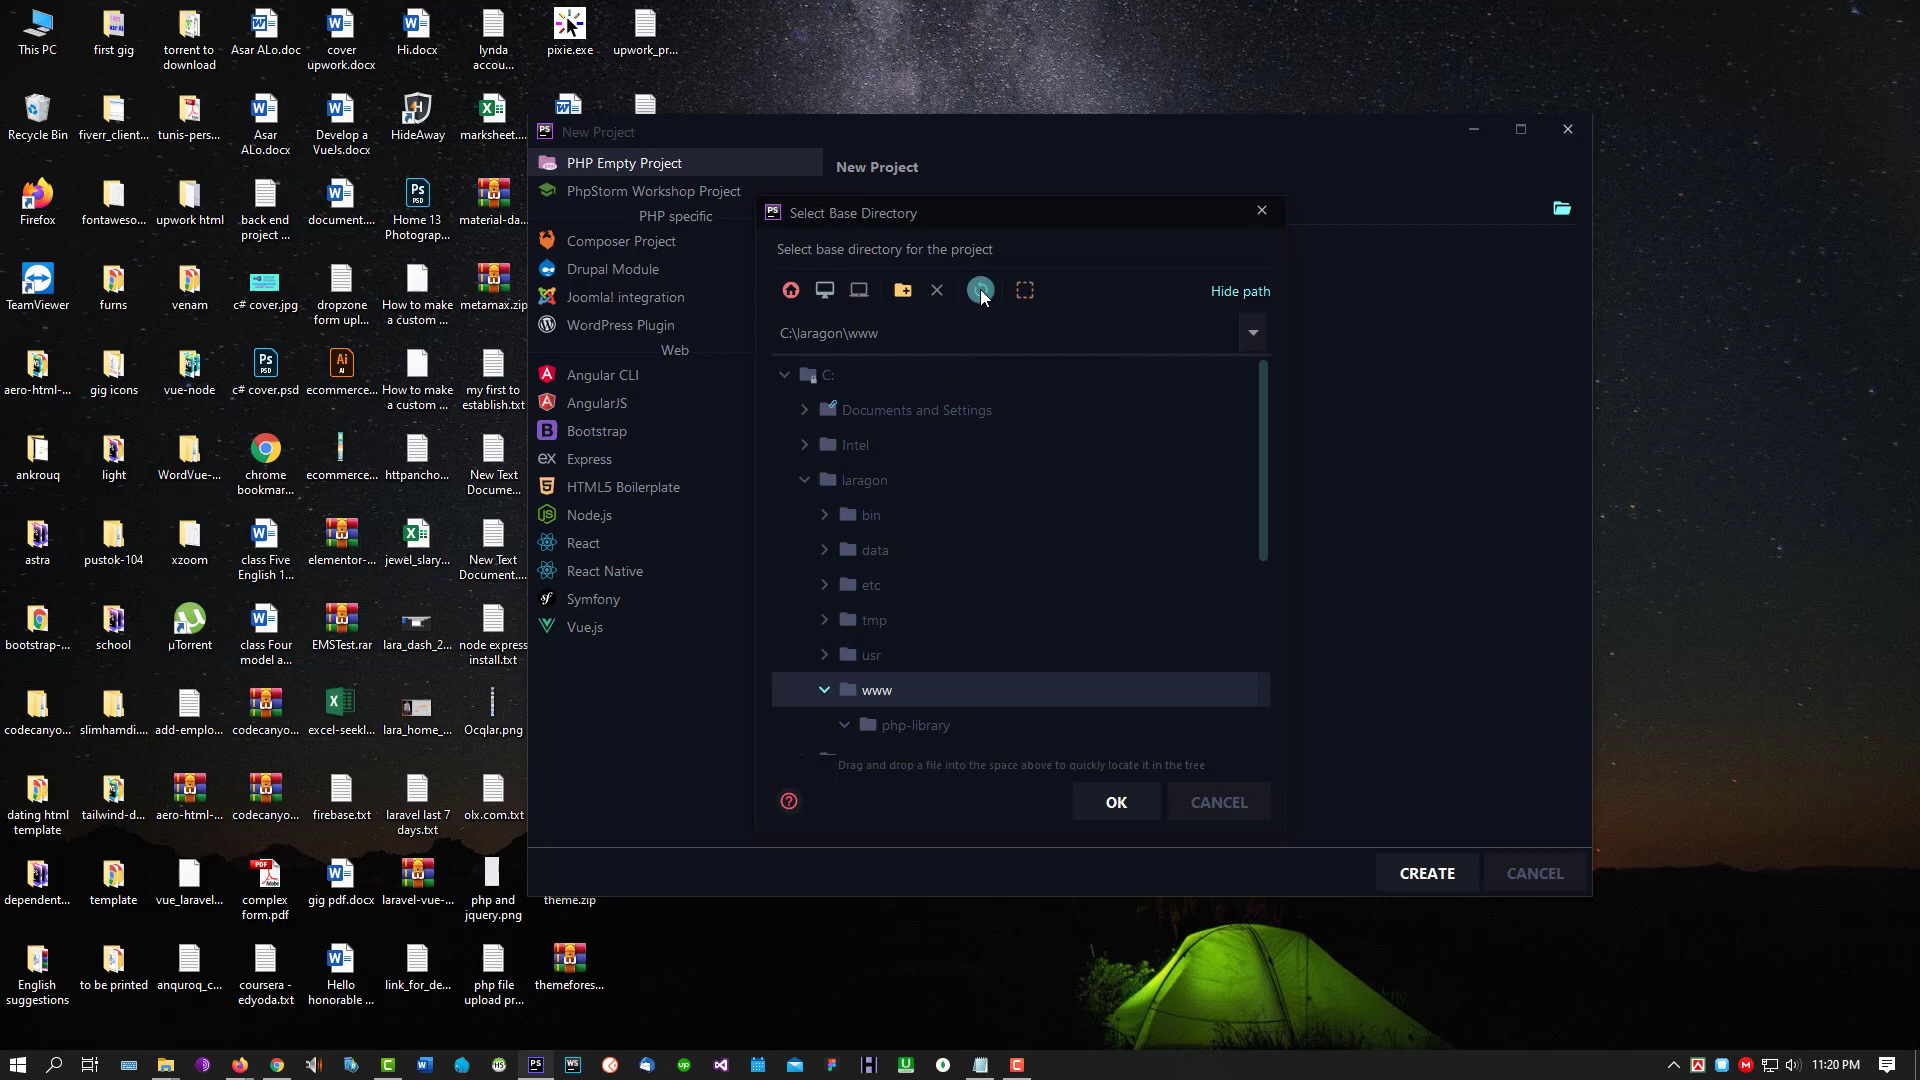 This PC
first gig
torrent to
download
Asar ALo.doc
cover
upwork.docx
Hi.docx
lynda
accou...
pixie.exe
upwork_pr...
Recycle Bin
fiverr_client...
tunis-pers...
Asar
ALo.docx
Develop a
VueJs.docx
HideAway
marksheet....
Firefox
fontaweso...
upwork html
back end
project ...
document....
Home 13
Photograp...
material-da...
TeamViewer
furns
venam
c# cover.jpg
dropzone
form upl...
How to make
a custom ...
metamax.zip
aero-html-...
gig icons
vue-node
c# cover.psd
ecommerce...
How to make
a custom ...
my first to
establish.txt
ankrouq
light
WordVue-...
chrome
bookmar...
ecommerce...
httpancho...
New Text
Docume...
astra
pustok-104
xzoom
class Five
English 1...
elementor-...
jewel_slary...
New Text
Document....
bootstrap-...
school
µTorrent
class Four
model a...
EMSTest.rar
lara_dash_2...
node express
install.txt
codecanyo...
slimhamdi....
add-emplo...
codecanyo...
excel-seekl...
lara_home_...
Ocqlar.png
dating html
template
tailwind-d...
aero-html-...
codecanyo...
firebase.txt
laravel last 7
days.txt
olx.com.txt
dependent...
template
vue_laravel...
complex
form.pdf
gig pdf.docx
laravel-vue-...
php and
jquery.png
theme.zip
English
suggestions
to be printed
anquroq_c...
coursera -
edyoda.txt
Hello
honorable ...
link_for_de...
php file
upload pr...
themefores...
New Project
PHP Empty Project
PhpStorm Workshop Project
PHP specific
Composer Project
Drupal Module
Joomla! integration
WordPress Plugin
Web
Angular CLI
AngularJS
Bootstrap
Express
HTML5 Boilerplate
Node.js
React
React Native
Symfony
Vue.js
New Project
Select Base Directory
Select base directory for the project
Hide path
C:\laragon\www
C:
Documents and Settings
Intel
laragon
bin
data
etc
tmp
usr
www
php-library
Drag and drop a file into the space above to quickly locate it in the tree
OK
CANCEL
CREATE
CANCEL
11:20 PM